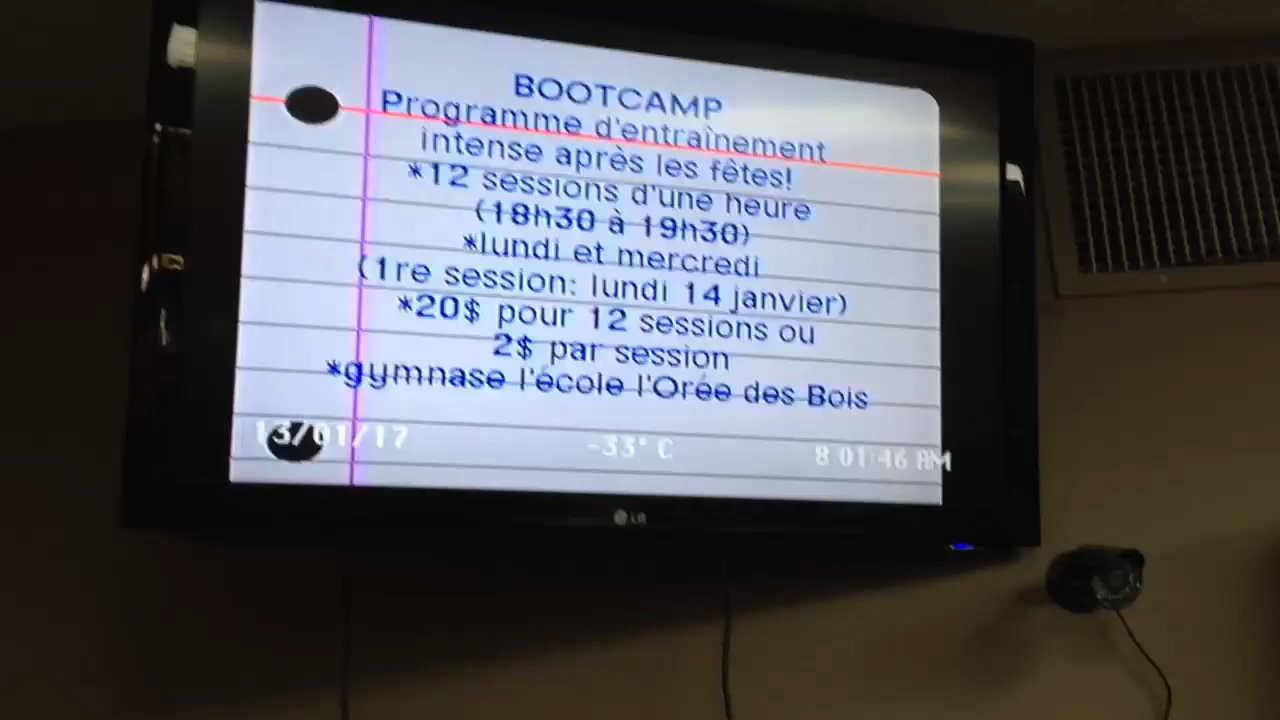 BOOTCAMP
Programme d'entraînement
intense après les fêtes!
*12 sessions d'une heure
(18h30 à 19h30)
*lundi et mercredi
(1re session: lundi 14 janvier)
*20$ pour 12 sessions ou
2$ par session
*gymnase l'école l'Orée des Bois
13/01/17 -33° C 8:01:46 AM
LG